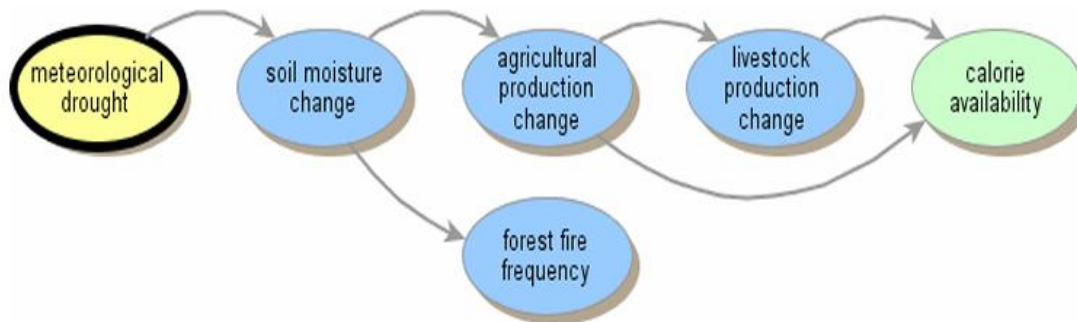 meteorological
drought
soil moisture
change
agricultural
production
change
livestock
production
change
calorie
availability
forest fire
frequency